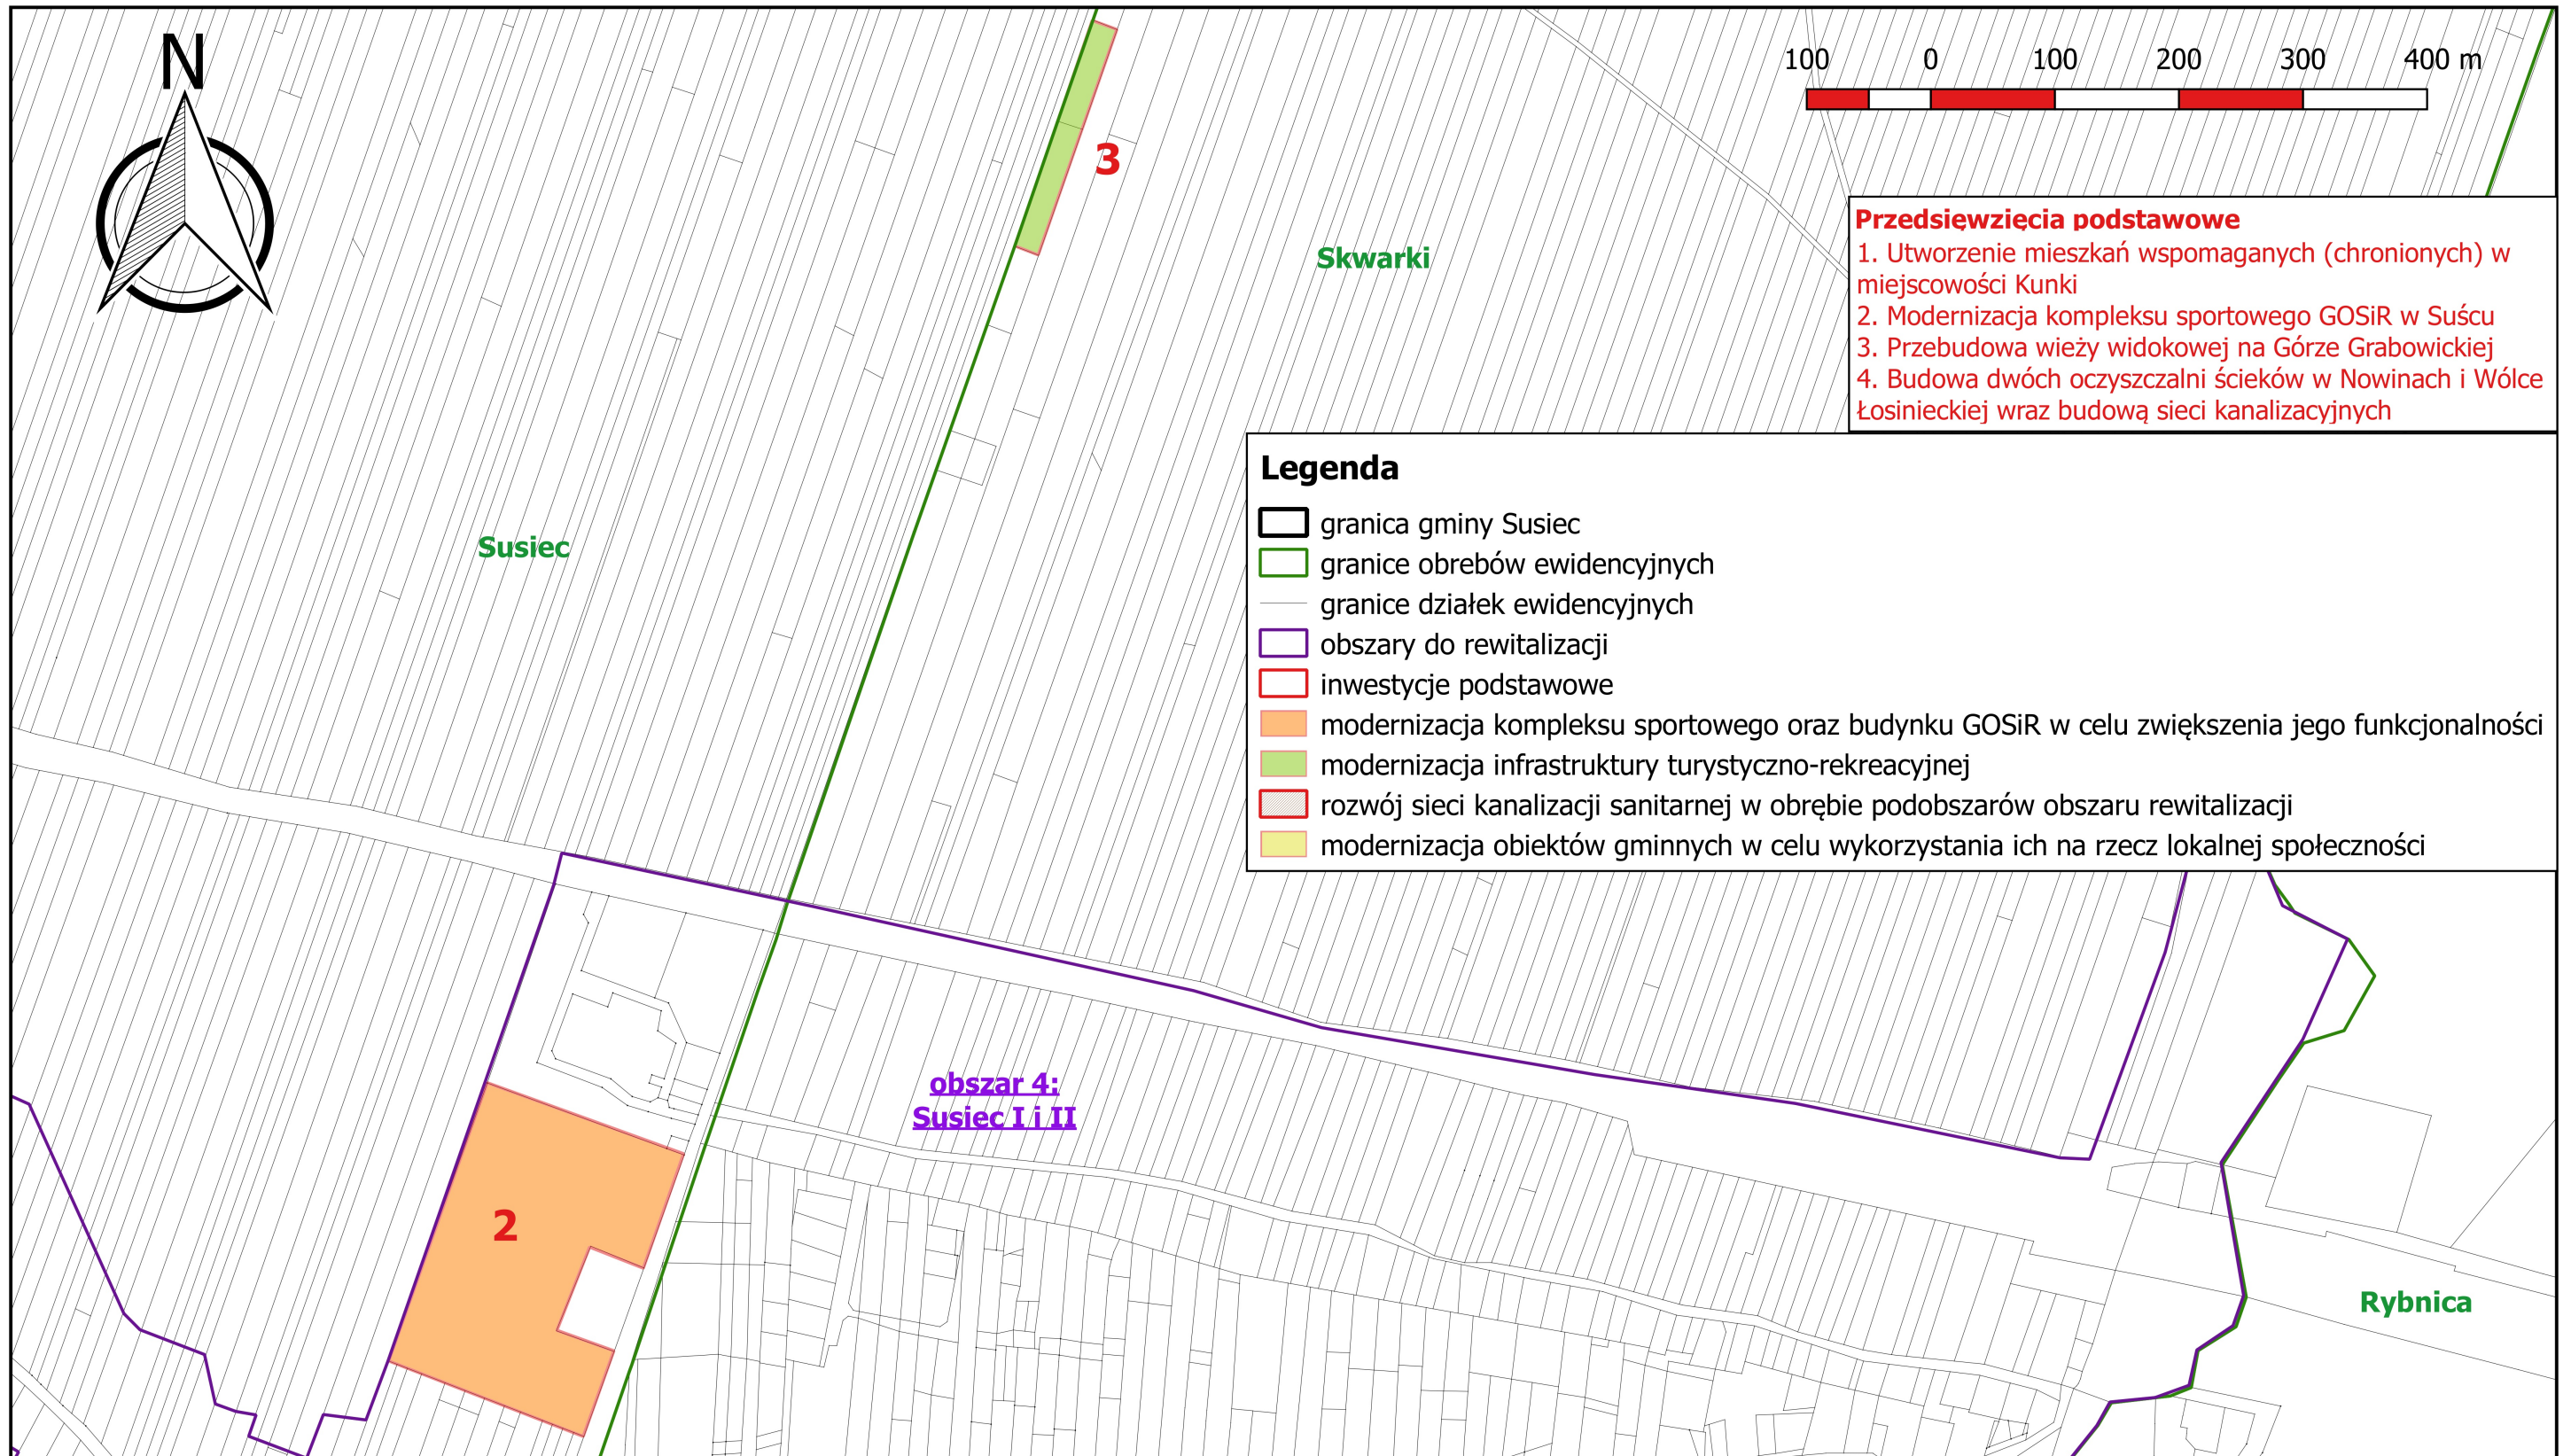 N
100 0 100 200 300 400 m
3
Skwarki
Przedsięwzięcia podstawowe
1. Utworzenie mieszkań wspomaganych (chronionych) w
miejscowości Kunki
2. Modernizacja kompleksu sportowego GOSiR w Suścu
3. Przebudowa wieży widokowej na Górze Grabowickiej
4. Budowa dwóch oczyszczalni ścieków w Nowinach i Wólce
Łosinieckiej wraz budową sieci kanalizacyjnych
Susiec
Legenda
granica gminy Susiec
granice obrebów ewidencyjnych
granice działek ewidencyjnych
obszary do rewitalizacji
inwestycje podstawowe
modernizacja kompleksu sportowego oraz budynku GOSiR w celu zwiększenia jego funkcjonalności
modernizacja infrastruktury turystyczno-rekreacyjnej
rozwój sieci kanalizacji sanitarnej w obrębie podobszarów obszaru rewitalizacji
modernizacja obiektów gminnych w celu wykorzystania ich na rzecz lokalnej społeczności
obszar 4:
Susiec I i II
2
Rybnica